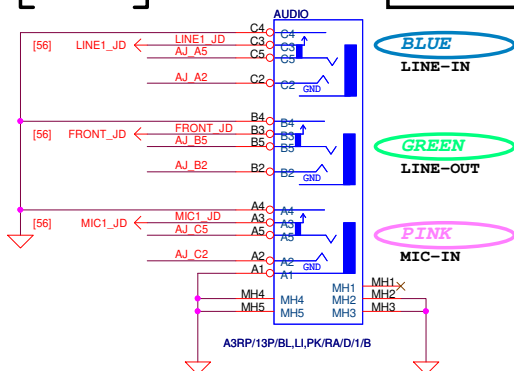 AUDIO
C4 C4
[56] LINE1_JD LINE1_JD C3 C3
AJ_A5 C5 C5
AJ_A2 C2 C2
GND
BLUE
LINE-IN
B4 B4
[56] FRONT_JD FRONT_JD B3 B3
AJ_B5 B5 B5
AJ_B2 B2 B2
GND
GREEN
LINE-OUT
A4 A4
[56] MIC1_JD MIC1_JD A3 A3
AJ_C5 A5 A5
AJ_C2 A2 A2
GND
A1 A1
PINK
MIC-IN
MH1 MH1
MH4 MH4 MH2 MH2
MH5 MH5 MH3 MH3
A3RP/13P/BL,LI,PK/RA/D/1/B